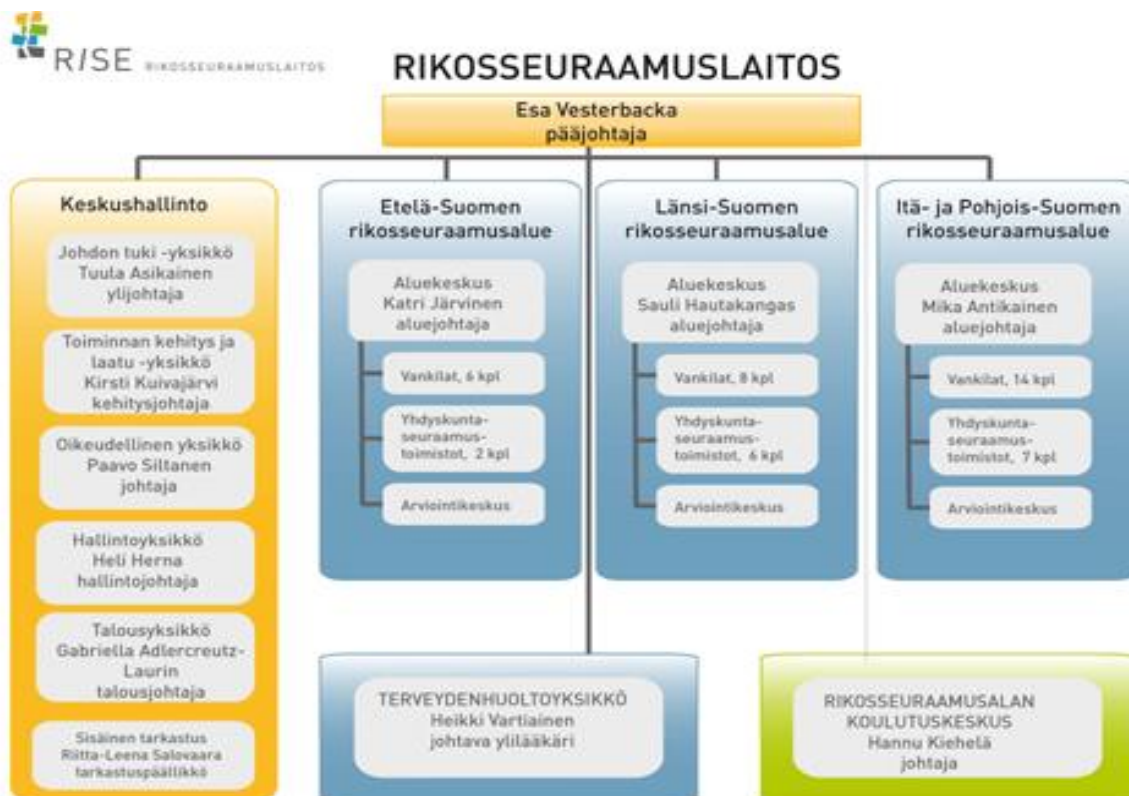 RISE RIKOSSEURAAMUSLAITOS
RIKOSSEURAAMUSLAITOS
Esa Vesterbacka
pääjohtaja
Keskushallinto
Johdon tuki -yksikkö
Tuula Asikainen
ylijohtaja
Toiminnan kehitys ja
laatu -yksikkö
Kirsti Kuivajärvi
kehitysjohtaja
Oikeudellinen yksikkö
Paavo Siltanen
johtaja
Hallintoyksikkö
Heli Herna
hallintojohtaja
Talousyksikkö
Gabriella Adlercreutz-
Laurin
talousjohtaja
Sisäinen tarkastus
Riitta-Leena Salovaara
tarkastuspäällikkö
Etelä-Suomen
rikosseuraamusalue
Aluekeskus
Katri Järvinen
aluejohtaja
Vankilat, 6 kpl
Yhdyskunta-
seuraamus-
toimistot, 2 kpl
Arviointikeskus
Länsi-Suomen
rikosseuraamusalue
Aluekeskus
Sauli Hautakangas
aluejohtaja
Vankilat, 8 kpl
Yhdyskunta-
seuraamus-
toimistot, 6 kpl
Arviointikeskus
Itä- ja Pohjois-Suomen
rikosseuraamusalue
Aluekeskus
Mika Antikainen
aluejohtaja
Vankilat, 14 kpl
Yhdyskunta-
seuraamus-
toimistot, 7 kpl
Arviointikeskus
TERVEYDENHUOLTOYKSIKKÖ
Heikki Vartiainen
johtava ylilääkäri
RIKOSSEURAAMUSALAN
KOULUTUSKESKUS
Hannu Kiehelä
johtaja